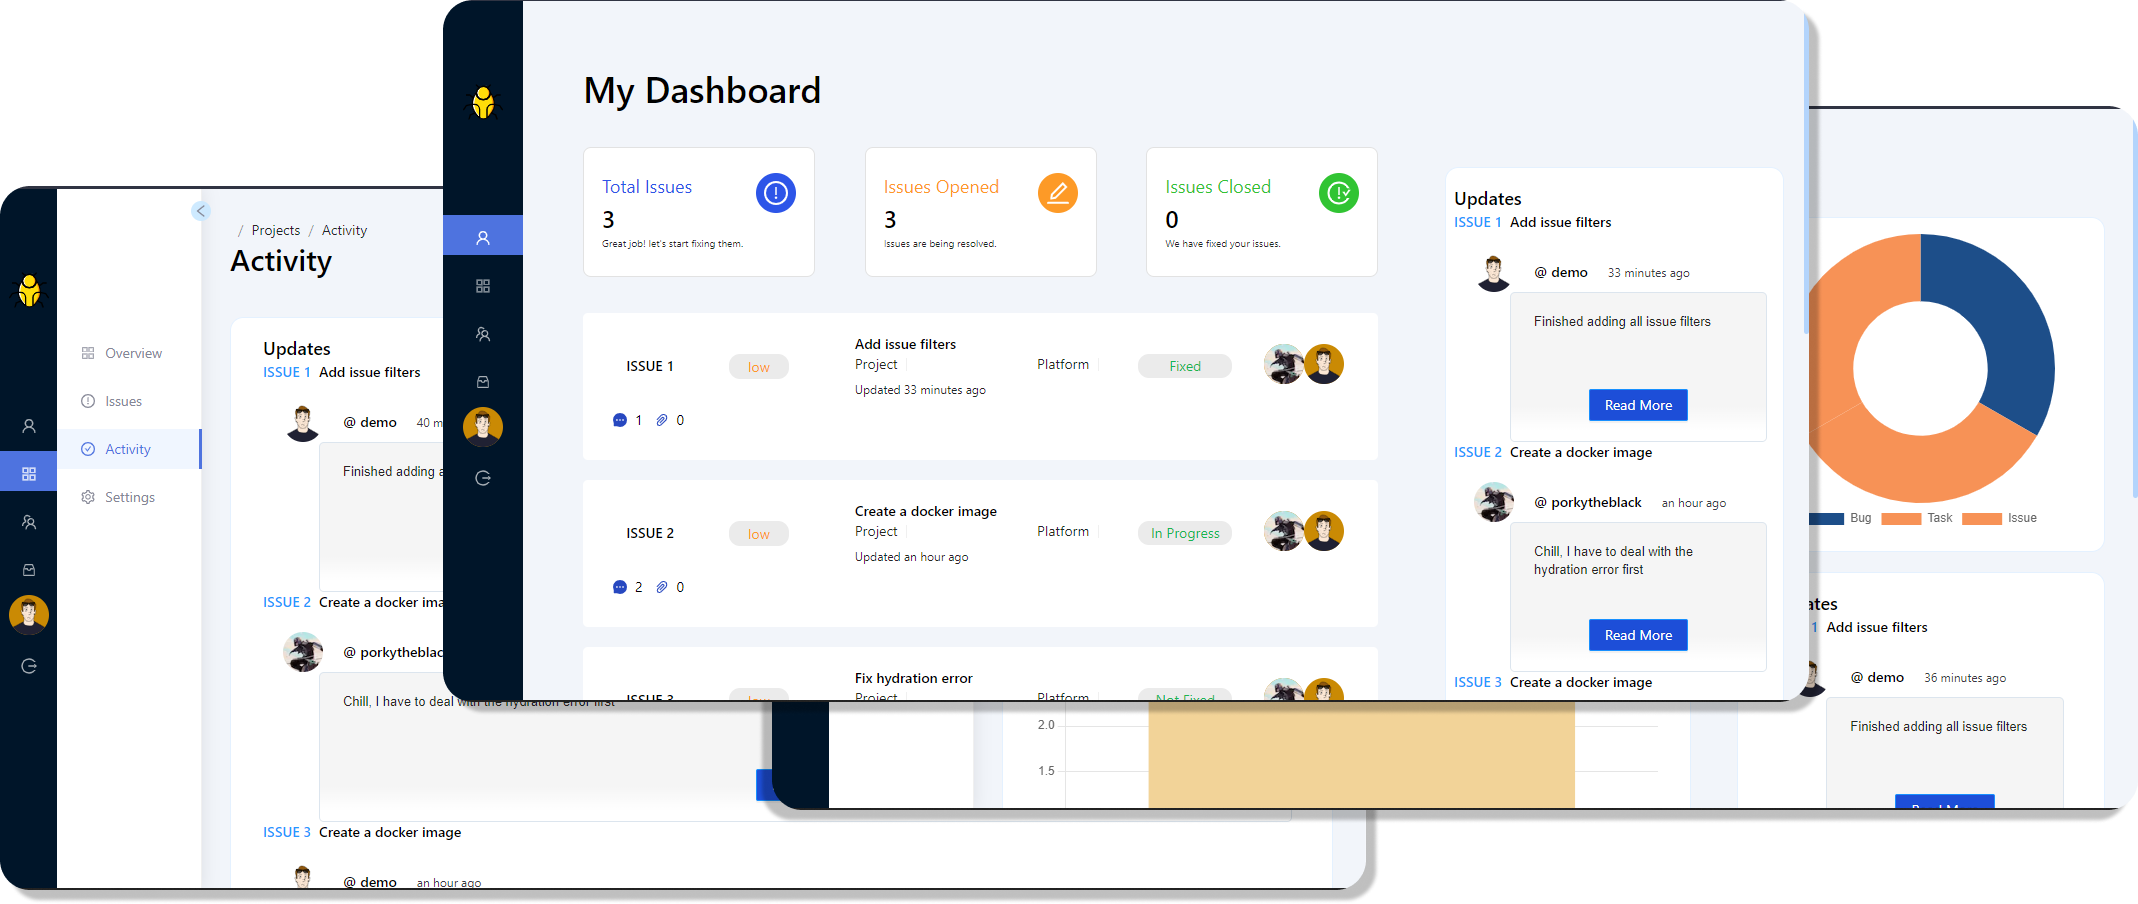 My Dashboard
Total Issues
3
Great job! let's start fixing them.
Issues Opened
3
Issues are being resolved.
Issues Closed
0
We have fixed your issues.
ISSUE 1
low
Add issue filters
Project
Updated 33 minutes ago
Platform
Fixed
1
0
ISSUE 2
low
Create a docker image
Project
Updated an hour ago
Platform
In Progress
2
0
ISSUE 3
low
Fix hydration error
Project
Platform
Not Fixed
Updates
ISSUE 1 Add issue filters
@ demo 33 minutes ago
Finished adding all issue filters
Read More
ISSUE 2 Create a docker image
@ porkytheblack an hour ago
Chill, I have to deal with the
hydration error first
Read More
ISSUE 3 Create a docker image
/ Projects / Activity
Activity
Overview
Issues
Activity
Settings
Updates
ISSUE 1 Add issue filters
@ demo 40 m
Finished adding a
ISSUE 2 Create a docker ima
@ porkytheblac
Chill, I have to deal with the hydration error first
ISSUE 3 Create a docker image
@ demo an hour ago
Bug Task Issue
ates
1 Add issue filters
@ demo 36 minutes ago
Finished adding all issue filters
Read More
2.0
1.5